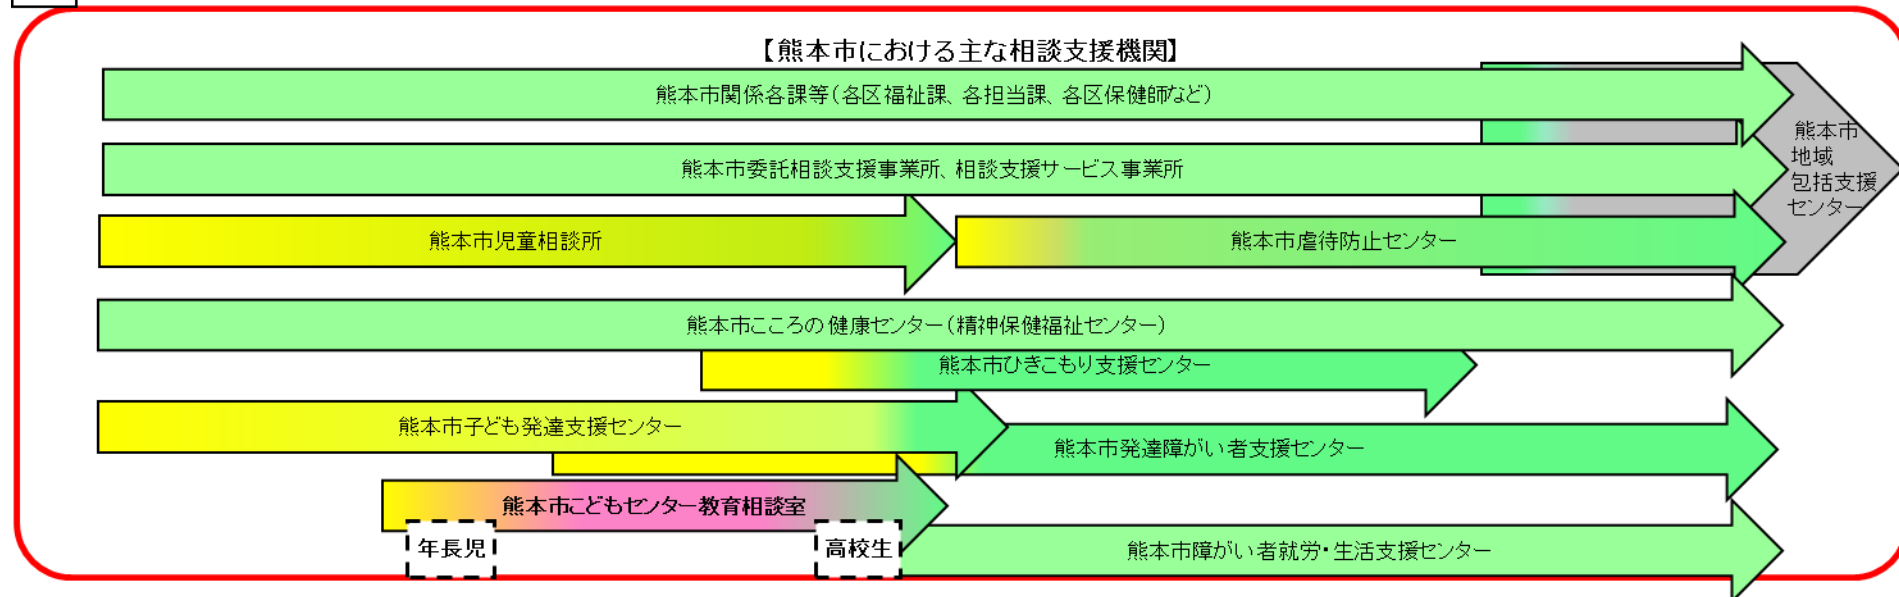 【熊本市における主な相談支援機関】
熊本市関係各課等（各区福祉課、各担当課、各区保健師など）
熊本市
地域
包括支援
センター
熊本市委託相談支援事業所、相談支援サービス事業所
熊本市児童相談所
熊本市虐待防止センター
熊本市こころの健康センター（精神保健福祉センター）
熊本市ひきこもり支援センター
熊本市子ども発達支援センター
熊本市発達障がい者支援センター
熊本市こどもセンター教育相談室
年長児
高校生
熊本市障がい者就労・生活支援センター